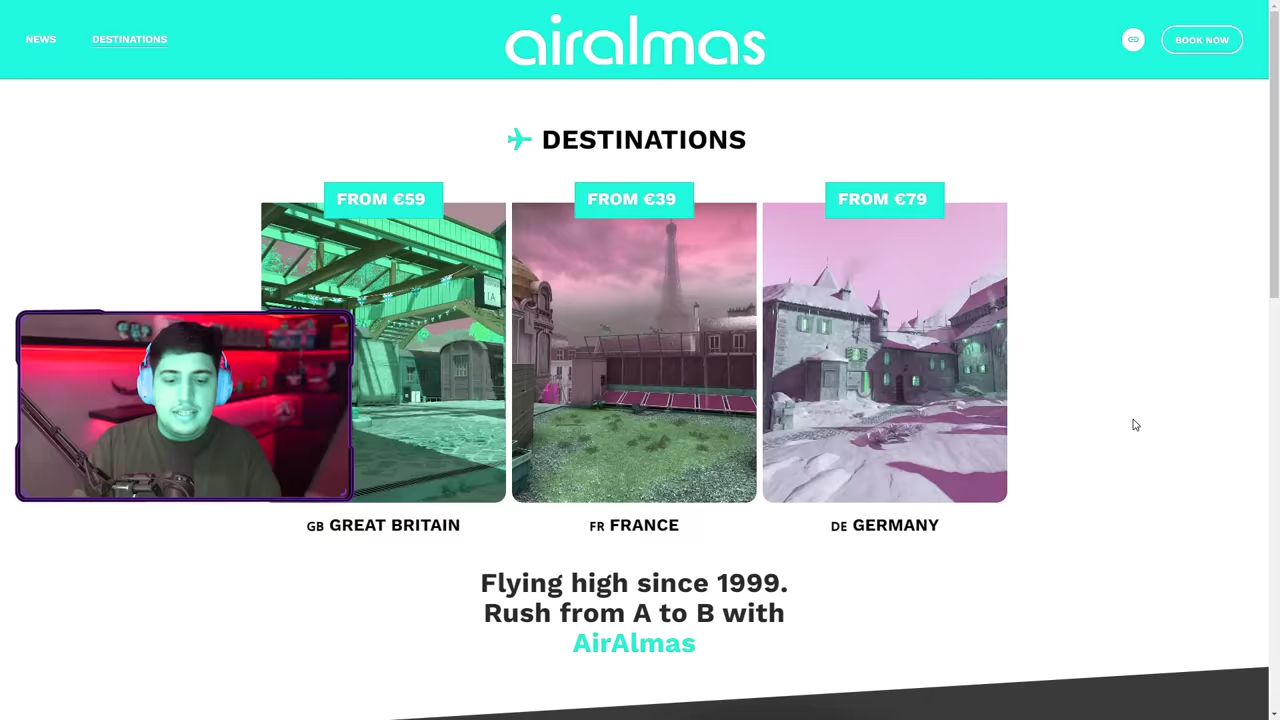 NEWS
DESTINATIONS
airalmas
BOOK NOW
DESTINATIONS
FROM €59
FROM €39
FROM €79
GB GREAT BRITAIN
FR FRANCE
DE GERMANY
Flying high since 1999.
Rush from A to B with
AirAlmas